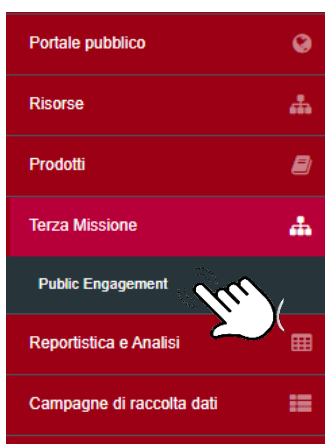 Portale pubblico
Risorse
Prodotti
Terza Missione
Public Engagement
Reportistica e Analisi
Campagne di raccolta dati